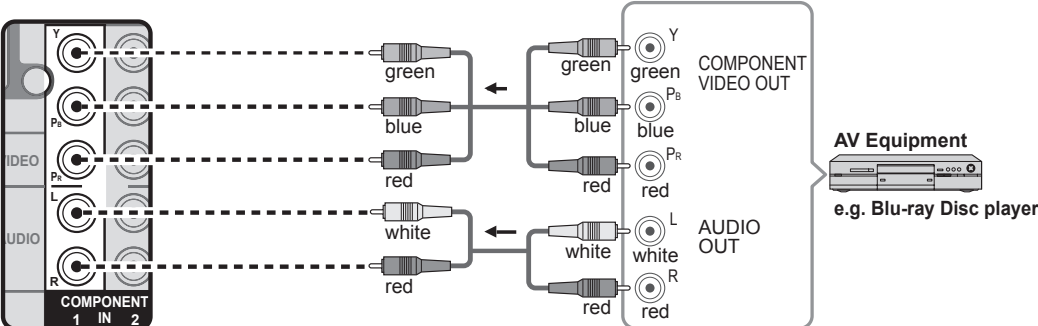 Y
PB
PR
L
R
VIDEO
AUDIO
COMPONENT
1 IN 2
green
blue
red
white
red
green
blue
red
white
red
Y
green
PB
blue
PR
red
L
white
R
red
COMPONENT
VIDEO OUT
AUDIO
OUT
AV Equipment
e.g. Blu-ray Disc player